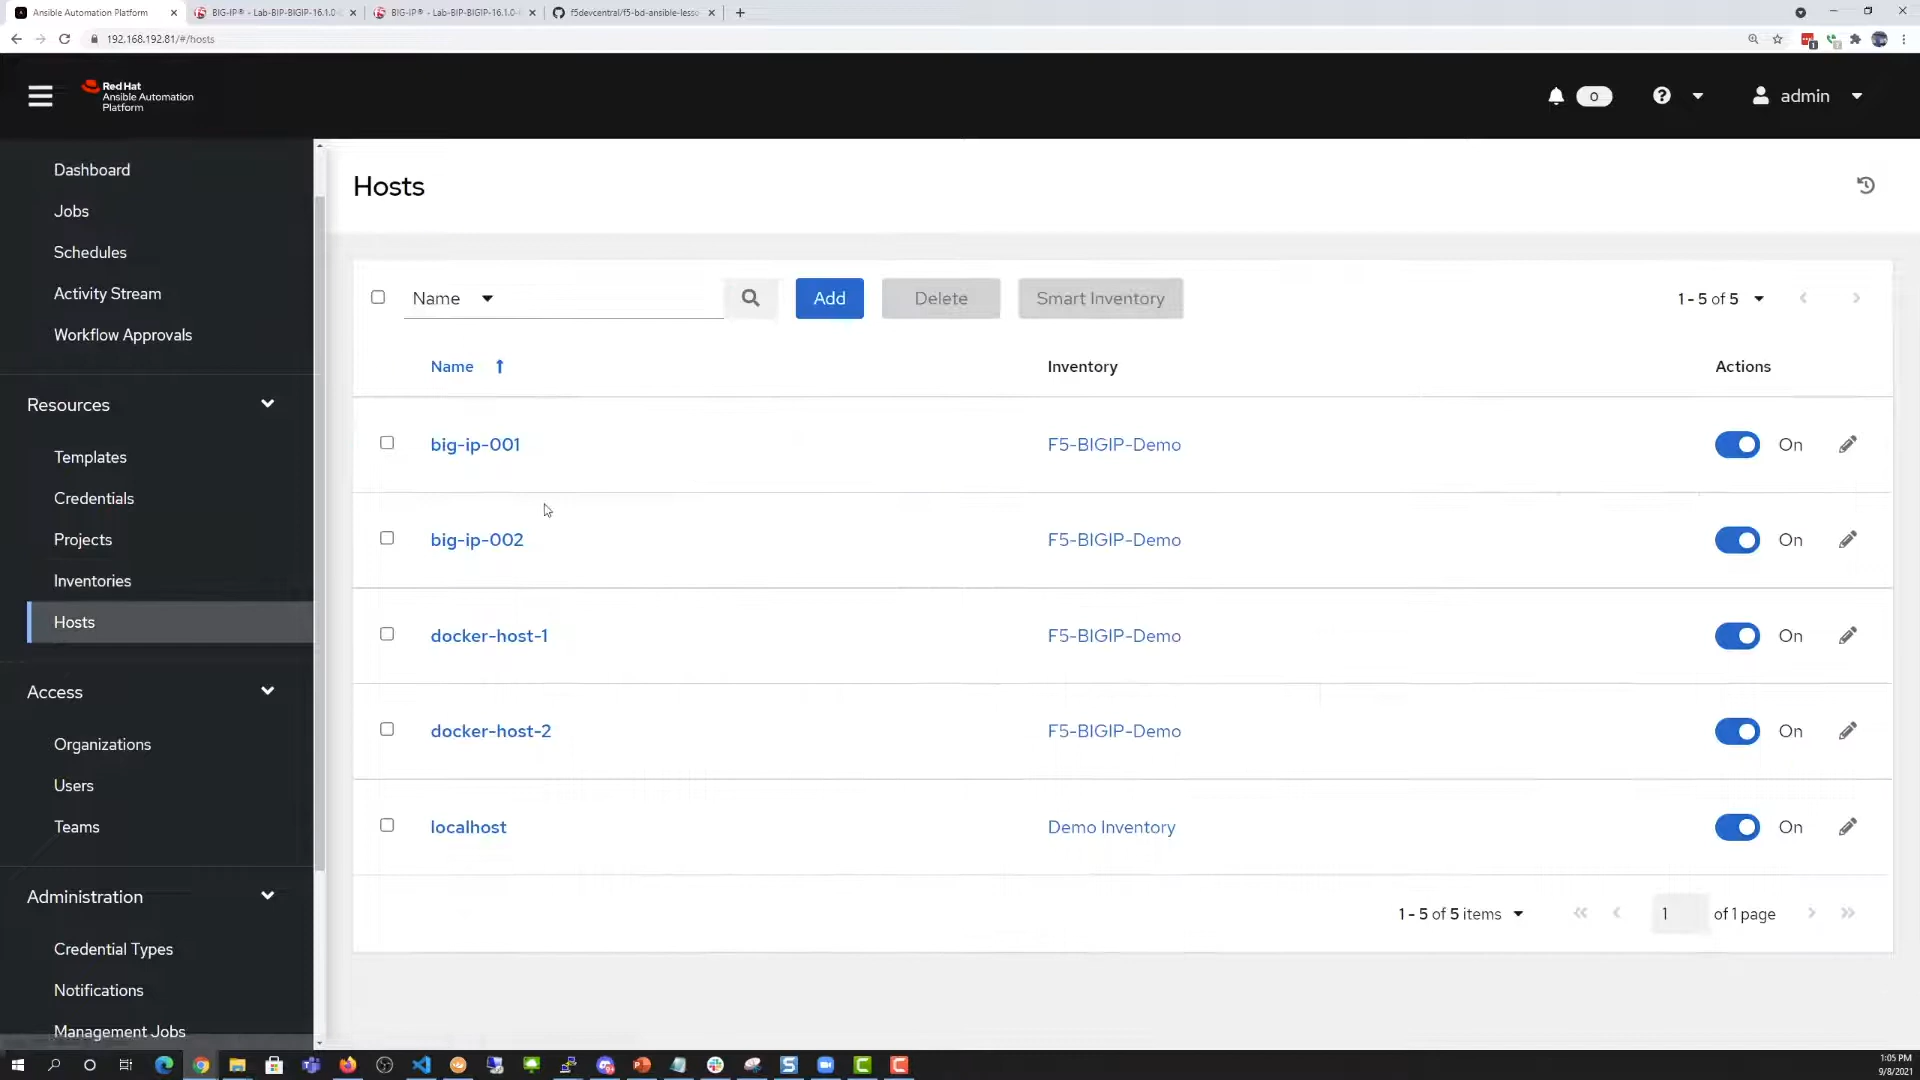 Ansible Automation Platform
BIG-IP® - Lab-BIP-BIGIP-16.1.0-
BIG-IP® - Lab-BIP-BIGIP-16.1.0-
f5devcentral/f5-bd-ansible-lesso
192.168.192.81/#/hosts
Red Hat
Ansible Automation
Platform
0
admin
Dashboard
Jobs
Schedules
Activity Stream
Workflow Approvals
Resources
Templates
Credentials
Projects
Inventories
Hosts
Access
Organizations
Users
Teams
Administration
Credential Types
Notifications
Management Jobs
Hosts
Name
Add
Delete
Smart Inventory
1 - 5 of 5
Name
Inventory
Actions
big-ip-001
F5-BIGIP-Demo
On
big-ip-002
F5-BIGIP-Demo
On
docker-host-1
F5-BIGIP-Demo
On
docker-host-2
F5-BIGIP-Demo
On
localhost
Demo Inventory
On
1 - 5 of 5 items
1
of 1 page
1:05 PM
9/8/2021